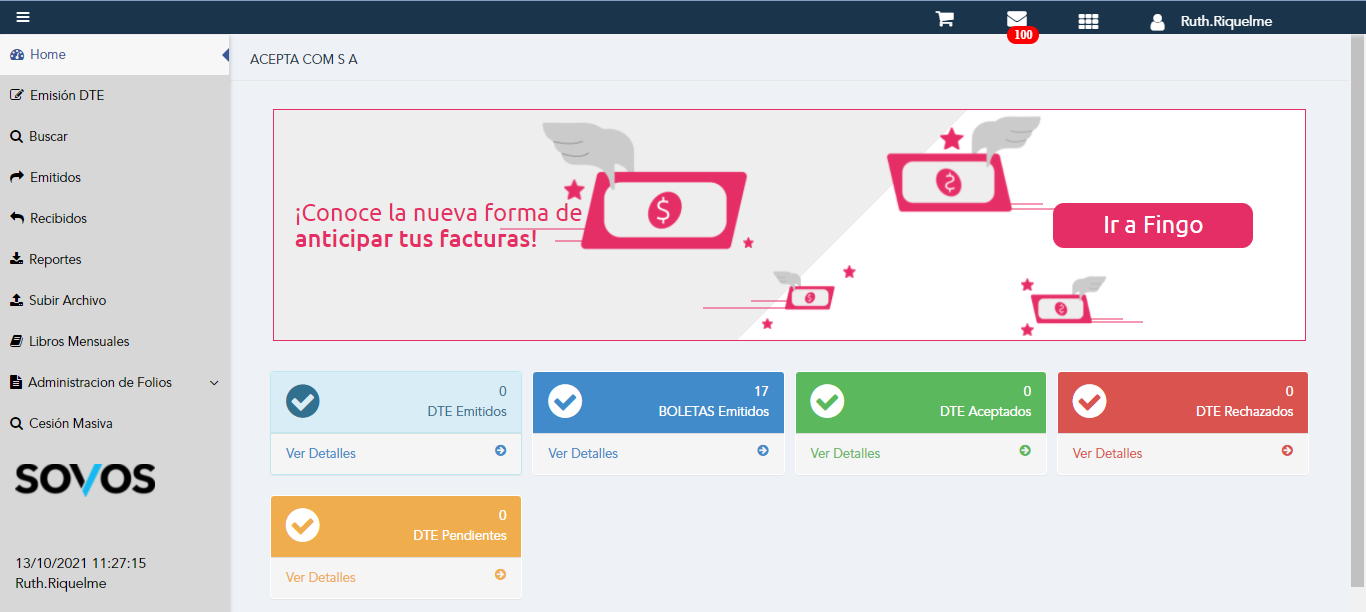 100
Ruth.Riquelme
Home
Emisión DTE
Buscar
Emitidos
Recibidos
Reportes
Subir Archivo
Libros Mensuales
Administracion de Folios
Cesión Masiva
SOVOS
13/10/2021 11:27:15
Ruth.Riquelme
ACEPTA COM S A
¡Conoce la nueva forma de
anticipar tus facturas!
$
$
$
$
Ir a Fingo
0
DTE Emitidos
Ver Detalles
17
BOLETAS Emitidos
Ver Detalles
0
DTE Aceptados
Ver Detalles
0
DTE Rechazados
Ver Detalles
0
DTE Pendientes
Ver Detalles